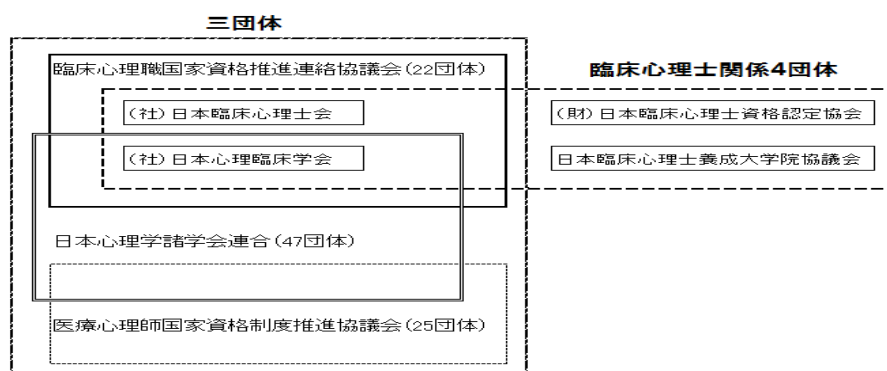 三団体
臨床心理職国家資格推進連絡協議会(22団体)
臨床心理士関係4団体
(社)日本臨床心理士会
(財)日本臨床心理士資格認定協会
(社)日本心理臨床学会
日本臨床心理士養成大学院協議会
日本心理学諸学会連合(47団体)
医療心理師国家資格制度推進協議会(25団体)